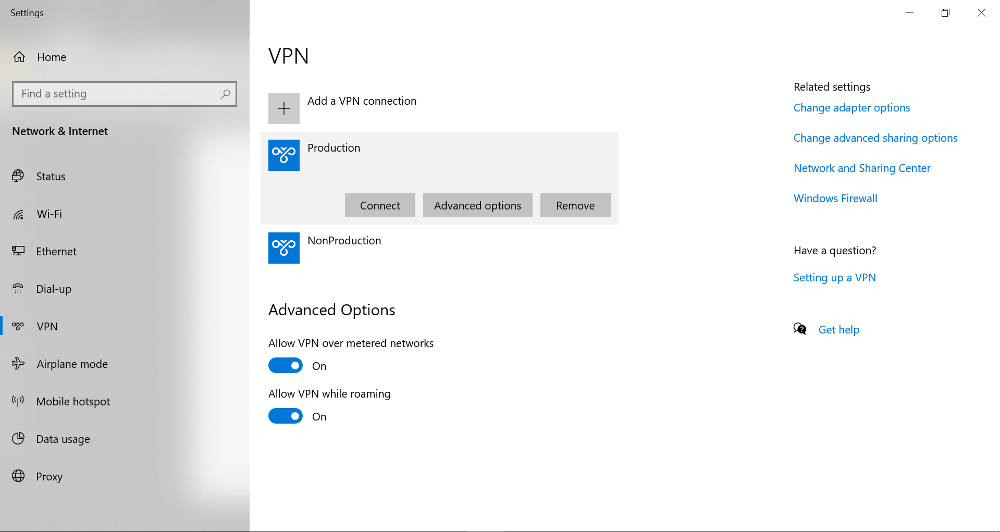 Settings
Home
Find a setting
Network & Internet
Status
Wi-Fi
Ethernet
Dial-up
VPN
Airplane mode
Mobile hotspot
Data usage
Proxy
VPN
Add a VPN connection
Production
Connect
Advanced options
Remove
NonProduction
Advanced Options
Allow VPN over metered networks
On
Allow VPN while roaming
On
Related settings
Change adapter options
Change advanced sharing options
Network and Sharing Center
Windows Firewall
Have a question?
Setting up a VPN
Get help